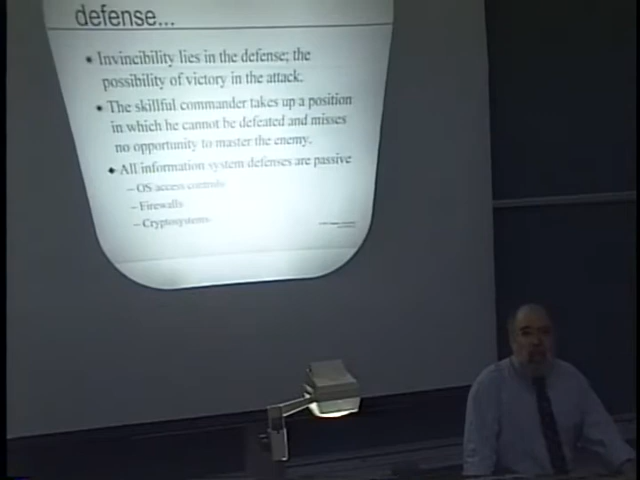 defense...
• Invincibility lies in the defense; the
possibility of victory in the attack.
• The skillful commander takes up a position
in which he cannot be defeated and misses
no opportunity to master the enemy.
◆ All information system defenses are passive
– OS access controls
– Firewalls
– Cryptosystems